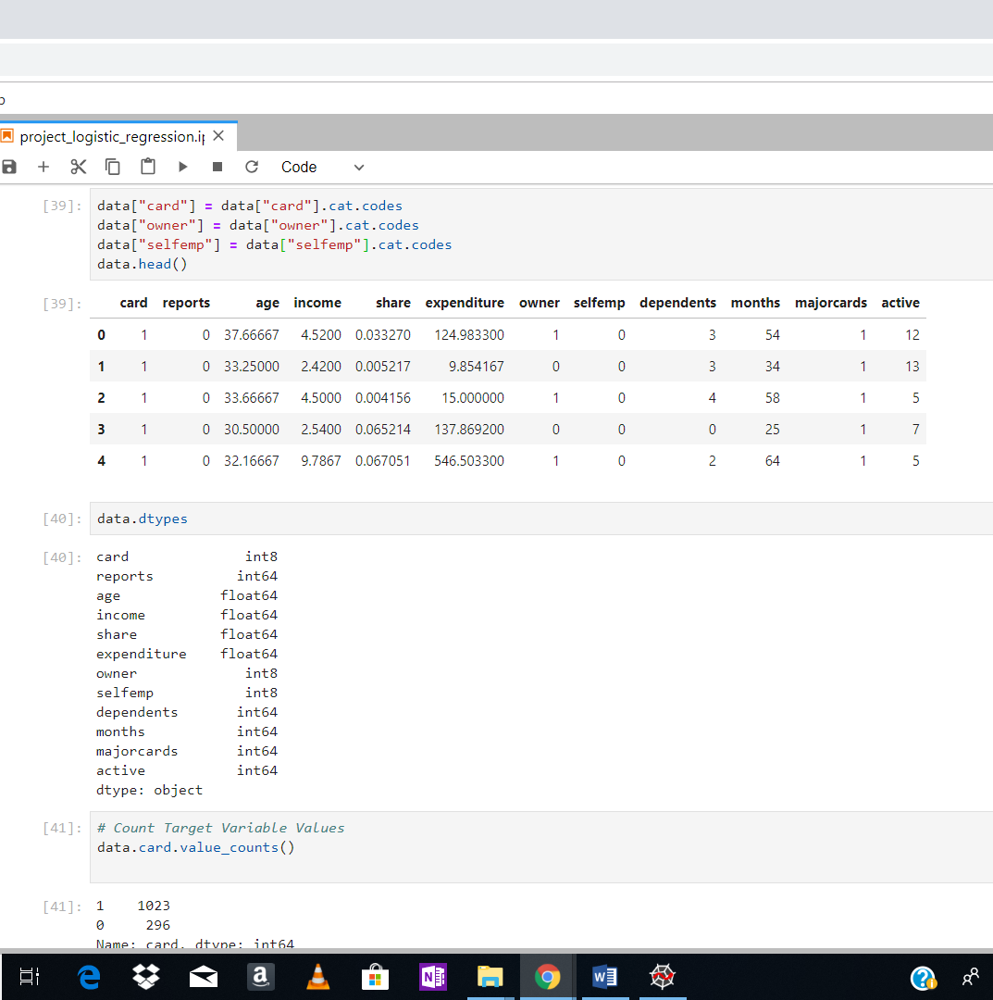 project_logistic_regression.ip
Code
[39]: data["card"] = data["card"].cat.codes
data["owner"] = data["owner"].cat.codes
data["selfemp"] = data["selfemp"].cat.codes
data.head()
[39]: card reports age income share expenditure owner selfemp dependents months majorcards active
0 1 0 37.66667 4.5200 0.033270 124.983300 1 0 3 54 1 12
1 1 0 33.25000 2.4200 0.005217 9.854167 0 0 3 34 1 13
2 1 0 33.66667 4.5000 0.004156 15.000000 1 0 4 58 1 5
3 1 0 30.50000 2.5400 0.065214 137.869200 0 0 0 25 1 7
4 1 0 32.16667 9.7867 0.067051 546.503300 1 0 2 64 1 5
[40]: data.dtypes
[40]: card int8
reports int64
age float64
income float64
share float64
expenditure float64
owner int8
selfemp int8
dependents int64
months int64
majorcards int64
active int64
dtype: object
[41]: # Count Target Variable Values
data.card.value_counts()
[41]: 1 1023
0 296
Name: card, dtype: int64